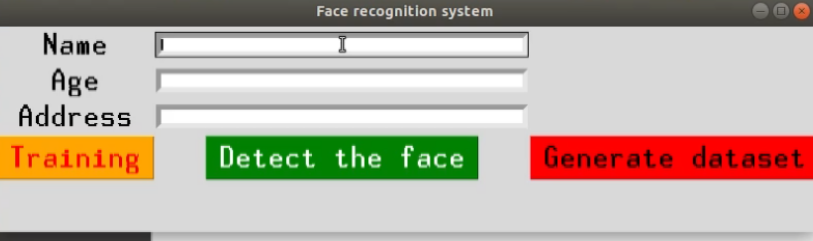 Face recognition system
Name
Age
Address
Training Detect the face Generate dataset